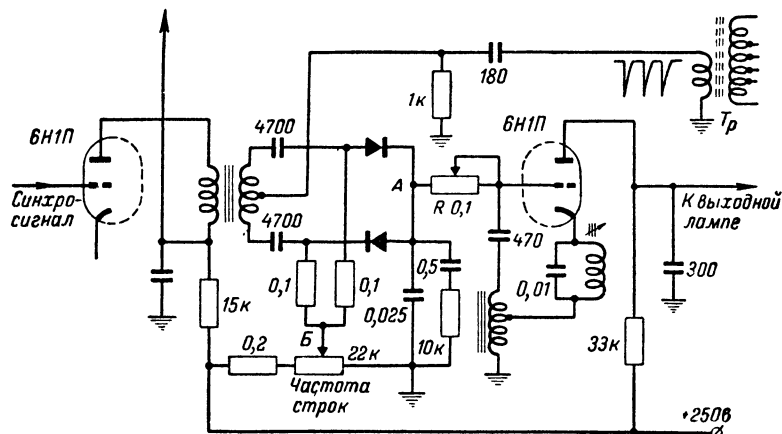 180
1к
Тр
6Н1П
4700
6Н1П
А
R 0,1
Синхро-
сигнал
К выходной
лампе
4700
470
0,5
0,01
300
0,1
0,1
0,025
15к
Б
10к
33к
0,2
22к
Частота
строк
+250в